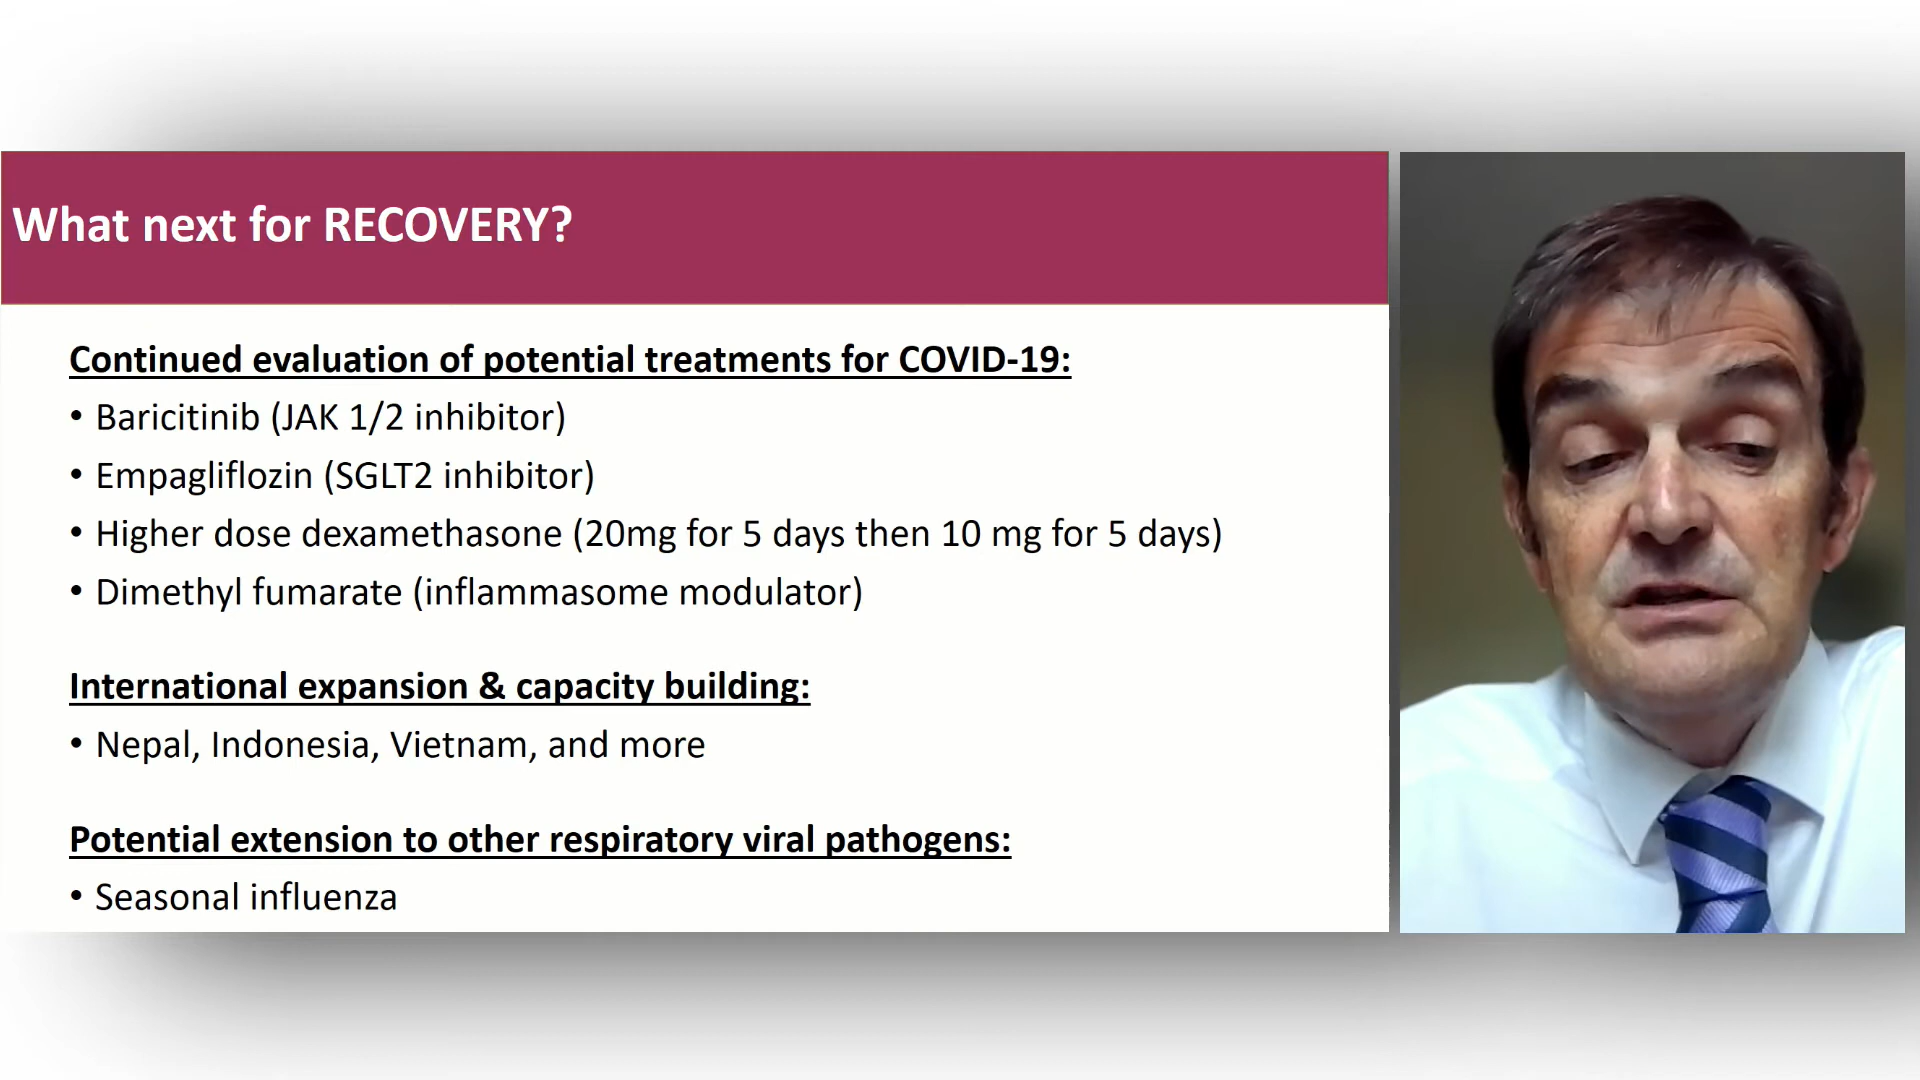 What next for RECOVERY?
Continued evaluation of potential treatments for COVID-19:
• Baricitinib (JAK 1/2 inhibitor)
• Empagliflozin (SGLT2 inhibitor)
• Higher dose dexamethasone (20mg for 5 days then 10 mg for 5 days)
• Dimethyl fumarate (inflammasome modulator)
International expansion & capacity building:
• Nepal, Indonesia, Vietnam, and more
Potential extension to other respiratory viral pathogens:
• Seasonal influenza